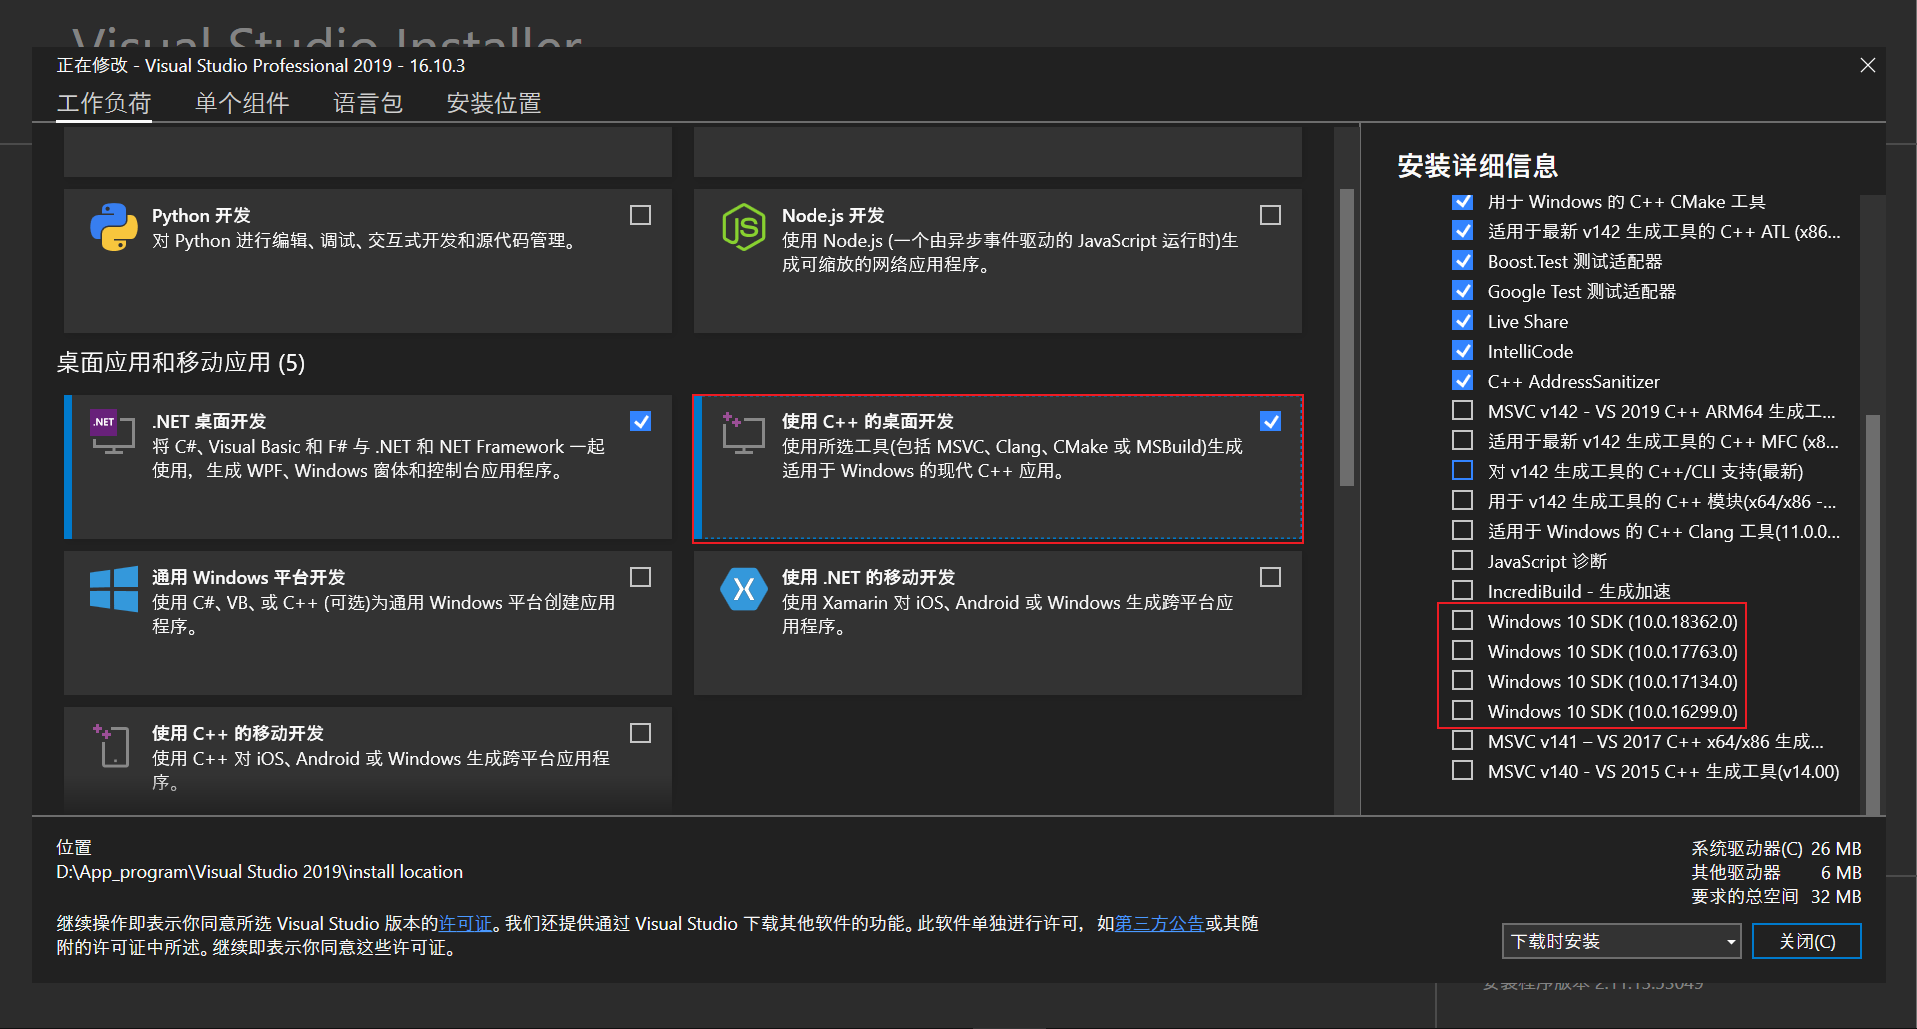 Visual Studio Installer
正在修改 - Visual Studio Professional 2019 - 16.10.3
工作负荷 单个组件 语言包 安装位置
Python 开发
对 Python 进行编辑、调试、交互式开发和源代码管理。
Node.js 开发
使用 Node.js (一个由异步事件驱动的 JavaScript 运行时)生
成可缩放的网络应用程序。
桌面应用和移动应用 (5)
.NET
.NET 桌面开发
将 C#、Visual Basic 和 F# 与 .NET 和 NET Framework 一起
使用，生成 WPF、Windows 窗体和控制台应用程序。
使用 C++ 的桌面开发
使用所选工具(包括 MSVC、Clang、CMake 或 MSBuild)生成
适用于 Windows 的现代 C++ 应用。
通用 Windows 平台开发
使用 C#、VB、或 C++ (可选)为通用 Windows 平台创建应用
程序。
使用 .NET 的移动开发
使用 Xamarin 对 iOS、Android 或 Windows 生成跨平台应
用程序。
使用 C++ 的移动开发
使用 C++ 对 iOS、Android 或 Windows 生成跨平台应用程
序。
安装详细信息
用于 Windows 的 C++ CMake 工具
适用于最新 v142 生成工具的 C++ ATL (x86...
Boost.Test 测试适配器
Google Test 测试适配器
Live Share
IntelliCode
C++ AddressSanitizer
MSVC v142 - VS 2019 C++ ARM64 生成工...
适用于最新 v142 生成工具的 C++ MFC (x8...
对 v142 生成工具的 C++/CLI 支持(最新)
用于 v142 生成工具的 C++ 模块(x64/x86 -...
适用于 Windows 的 C++ Clang 工具(11.0.0...
JavaScript 诊断
IncrediBuild - 生成加速
Windows 10 SDK (10.0.18362.0)
Windows 10 SDK (10.0.17763.0)
Windows 10 SDK (10.0.17134.0)
Windows 10 SDK (10.0.16299.0)
MSVC v141 – VS 2017 C++ x64/x86 生成...
MSVC v140 - VS 2015 C++ 生成工具(v14.00)
位置
D:\App_program\Visual Studio 2019\install location
继续操作即表示你同意所选 Visual Studio 版本的许可证。我们还提供通过 Visual Studio 下载其他软件的功能。此软件单独进行许可，如第三方公告或其随
附的许可证中所述。继续即表示你同意这些许可证。
系统驱动器(C) 26 MB
其他驱动器 6 MB
要求的总空间 32 MB
下载时安装
关闭(C)